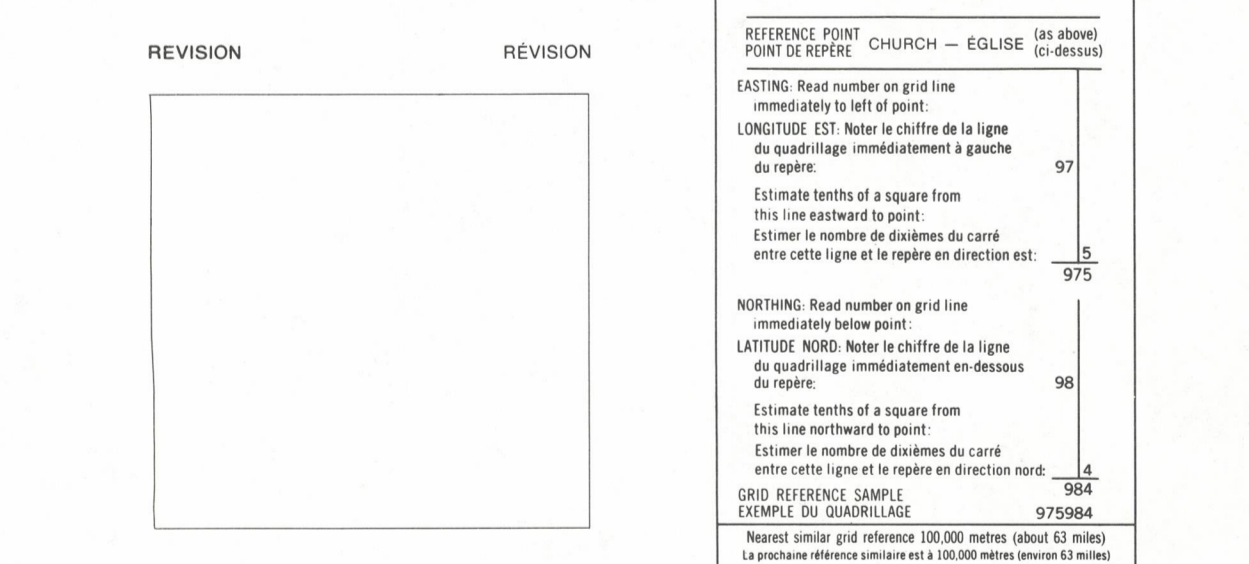 REVISION RÉVISION
REFERENCE POINT
POINT DE REPÈRE
CHURCH — ÉGLISE
(as above)
(ci-dessus)
EASTING: Read number on grid line
immediately to left of point:
LONGITUDE EST: Noter le chiffre de la ligne
du quadrillage immédiatement à gauche
du repère: 97
Estimate tenths of a square from
this line eastward to point:
Estimer le nombre de dixièmes du carré
entre cette ligne et le repère en direction est: 5
975
NORTHING: Read number on grid line
immediately below point:
LATITUDE NORD: Noter le chiffre de la ligne
du quadrillage immédiatement en-dessous
du repère: 98
Estimate tenths of a square from
this line northward to point:
Estimer le nombre de dixièmes du carré
entre cette ligne et le repère en direction nord: 4
984
GRID REFERENCE SAMPLE
EXEMPLE DU QUADRILLAGE 975984
Nearest similar grid reference 100,000 metres (about 63 miles)
La prochaine référence similaire est à 100,000 mètres (environ 63 milles)